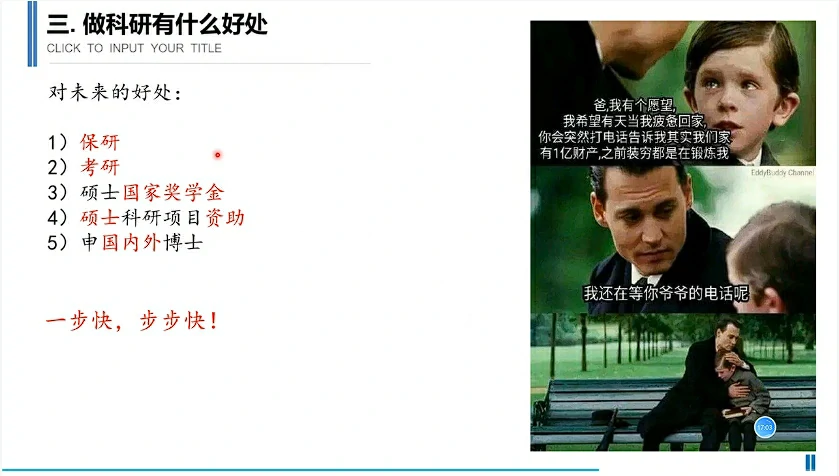 三. 做科研有什么好处
CLICK TO INPUT YOUR TITLE
对未来的好处：
1）保研
2）考研
3）硕士国家奖学金
4）硕士科研项目资助
5）申国内外博士
一步快，步步快！
爸,我有个愿望,
我希望有天当我疲惫回家,
你会突然打电话告诉我其实我们家
有1亿财产,之前装穷都是在锻炼我
EddyBuddy Channel
我还在等你爷爷的电话呢
17:03